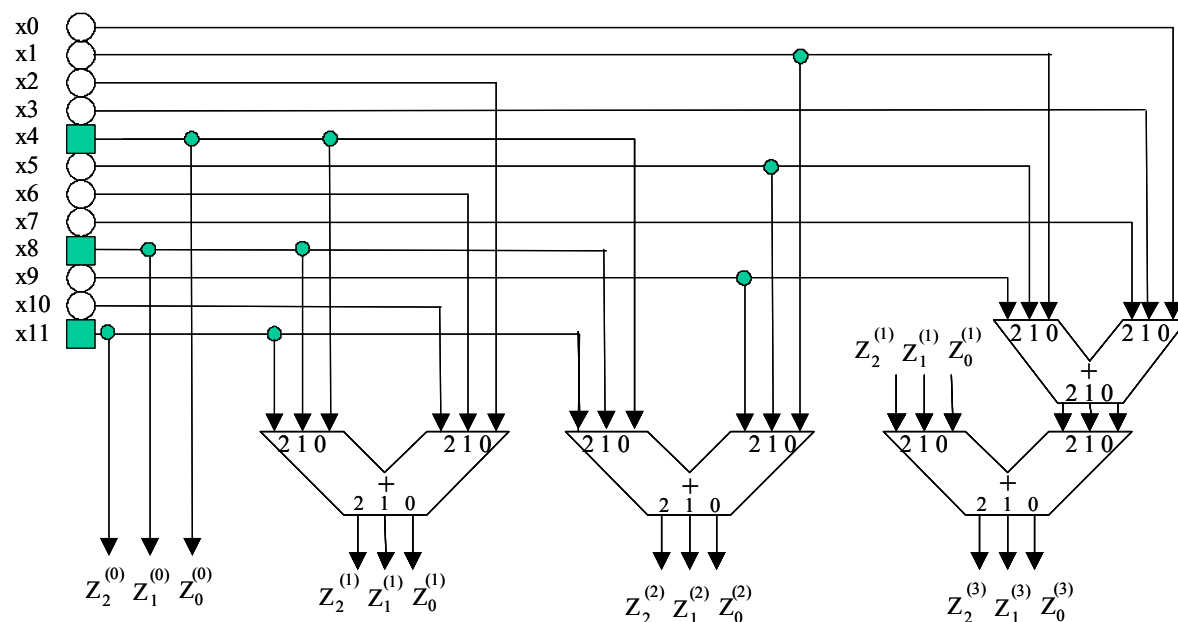 x0
x1
x2
x3
x4
x5
x6
x7
x8
x9
x10
x11
2 1 0
2 1 0
Z₂⁽¹⁾ Z₁⁽¹⁾ Z₀⁽¹⁾
+
2 1 0
2 1 0
2 1 0
2 1 0
2 1 0
2 1 0
2 1 0
+
+
+
2 1 0
2 1 0
2 1 0
Z₂⁽⁰⁾ Z₁⁽⁰⁾ Z₀⁽⁰⁾
Z₂⁽¹⁾ Z₁⁽¹⁾ Z₀⁽¹⁾
Z₂⁽²⁾ Z₁⁽²⁾ Z₀⁽²⁾
Z₂⁽³⁾ Z₁⁽³⁾ Z₀⁽³⁾